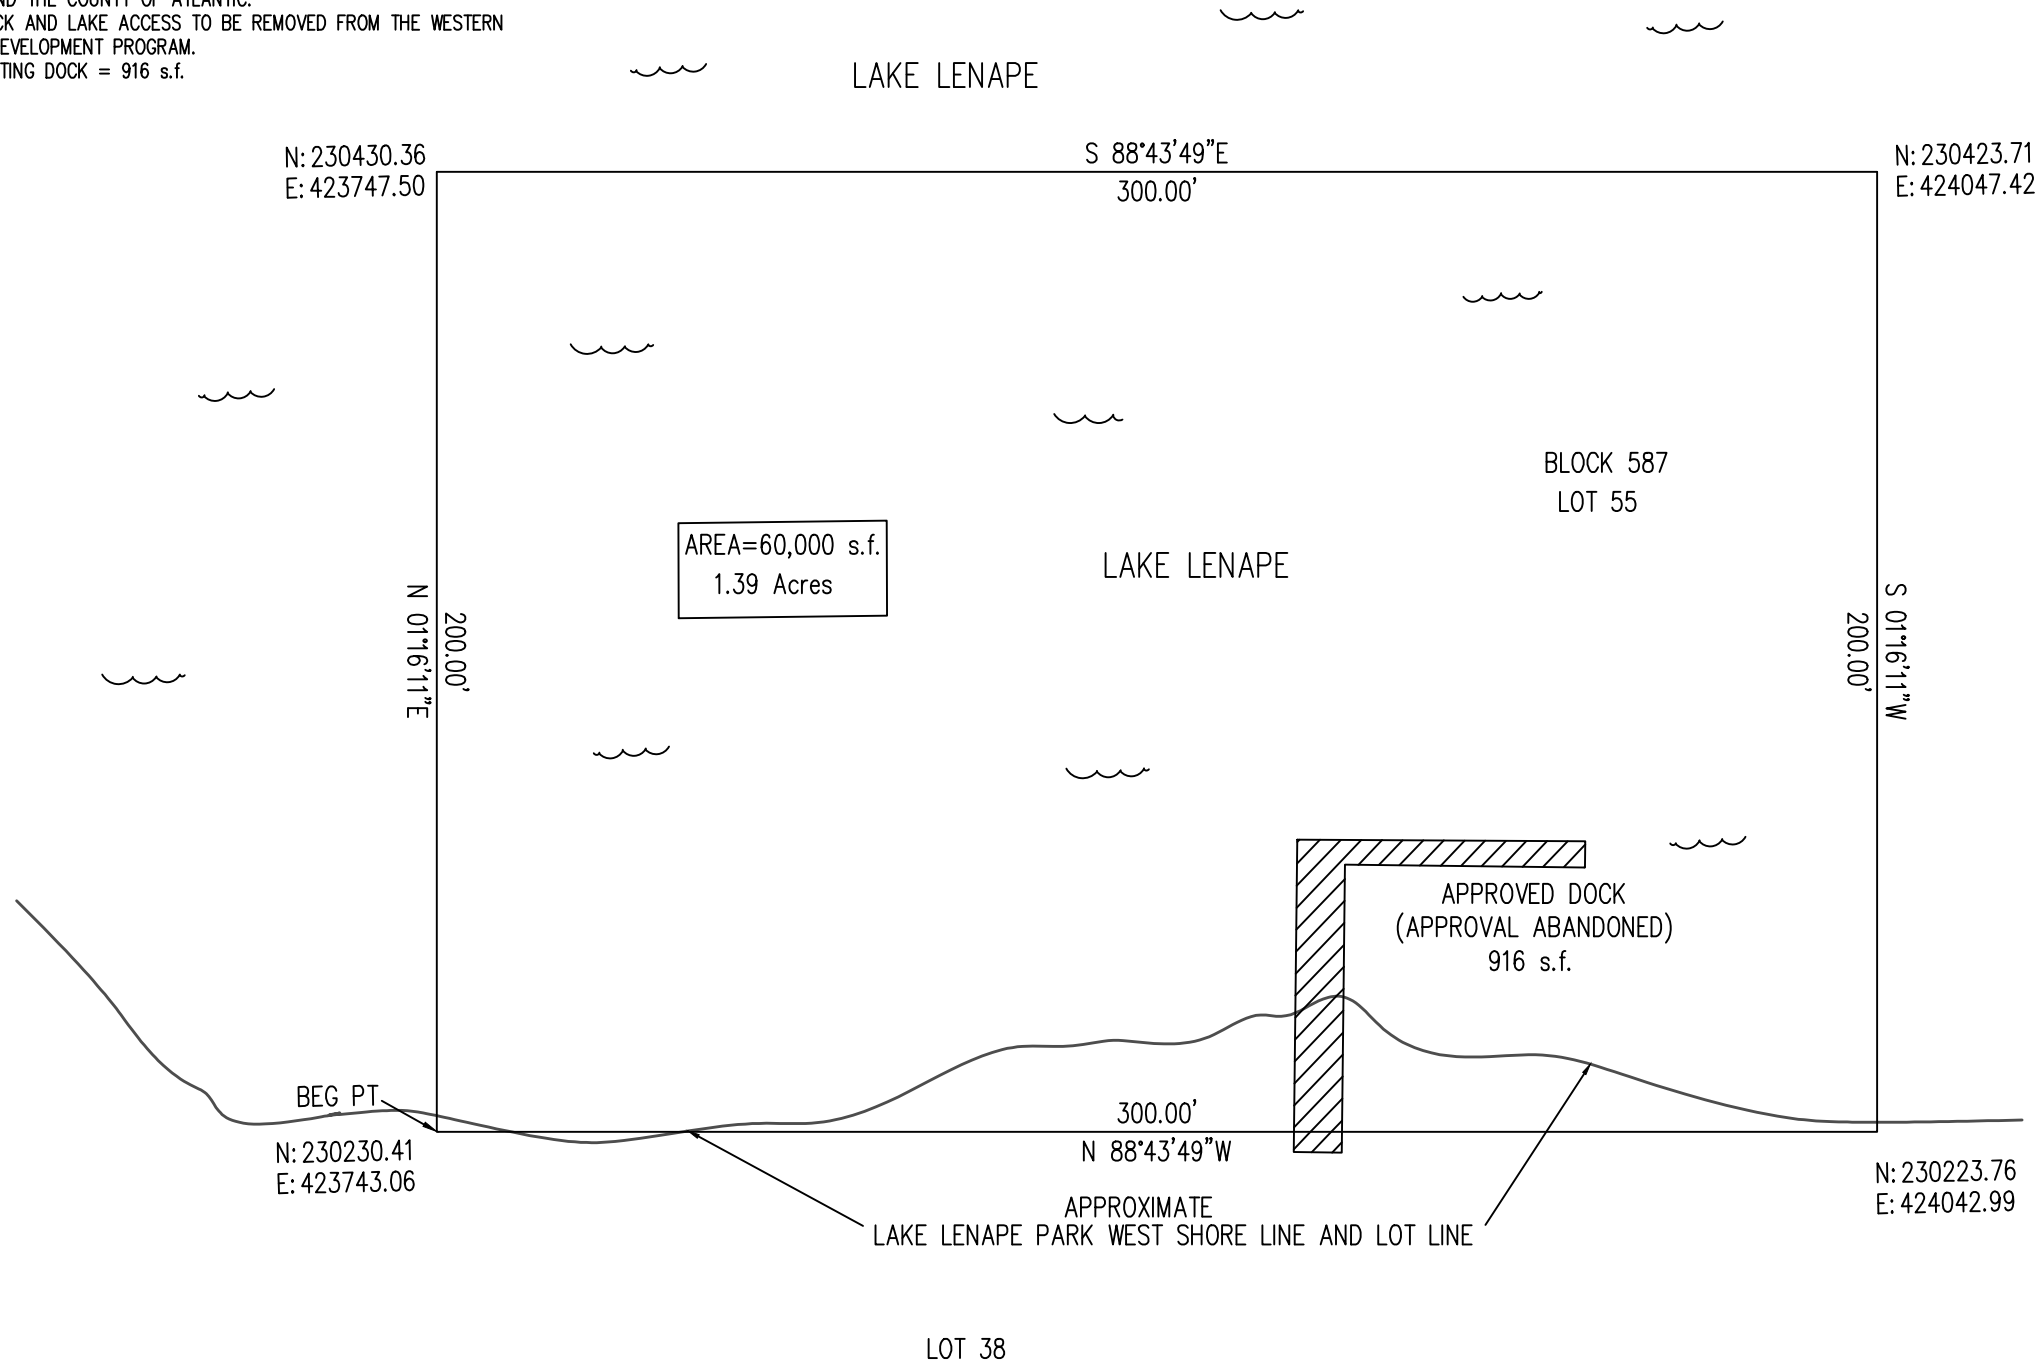 THE COUNTY OF ATLANTIC.
AND LAKE ACCESS TO BE REMOVED FROM THE WESTERN
PROGRAM.
DOCK = 916 s.f.
LAKE LENAPE
N: 230430.36
E: 423747.50
S 88°43'49"E
300.00'
N: 230423.71
E: 424047.42
BLOCK 587
LOT 55
AREA=60,000 s.f.
1.39 Acres
LAKE LENAPE
N 01°16'11"E
200.00'
200.00'
S 01°16'11"W
APPROVED DOCK
(APPROVAL ABANDONED)
916 s.f.
BEG PT
N: 230230.41
E: 423743.06
300.00'
N 88°43'49"W
N: 230223.76
E: 424042.99
APPROXIMATE
LAKE LENAPE PARK WEST SHORE LINE AND LOT LINE
LOT 38